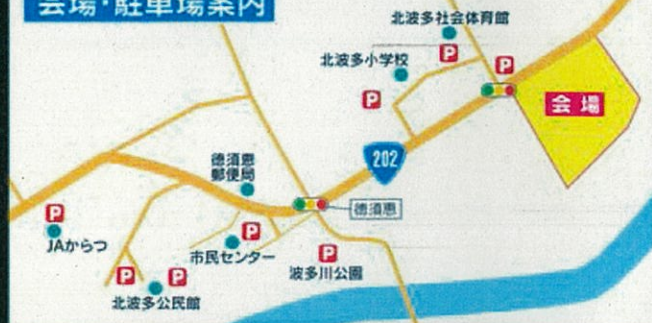 会場・駐車場案内
北波多社会体育館
P
P
北波多小学校
P
会場
202
徳須恵
郵便局
徳須恵
P
JAからつ
P
市民センター
P
波多川公園
P
P
北波多公民館